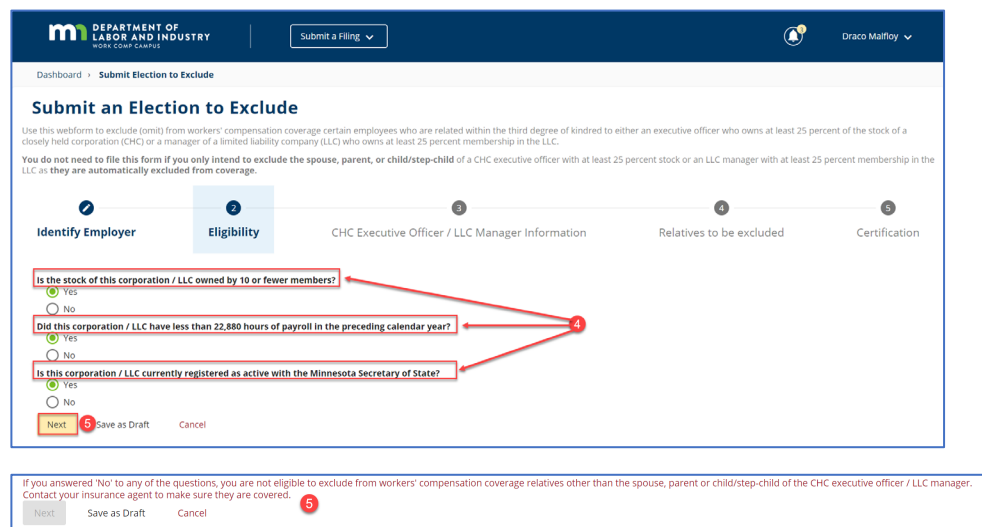 DEPARTMENT OF
LABOR AND INDUSTRY
WORK COMP CAMPUS
Submit a Filing
Draco Malfloy
Dashboard › Submit Election to Exclude
Submit an Election to Exclude
Use this webform to exclude (omit) from workers' compensation coverage certain employees who are related within the third degree of kindred to either an executive officer who owns at least 25 percent of the stock of a
closely held corporation (CHC) or a manager of a limited liability company (LLC) who owns at least 25 percent membership in the LLC.
You do not need to file this form if you only intend to exclude the spouse, parent, or child/step-child of a CHC executive officer with at least 25 percent stock or an LLC manager with at least 25 percent membership in the
LLC as they are automatically excluded from coverage.
2 3 4 5
Identify Employer Eligibility CHC Executive Officer / LLC Manager Information Relatives to be excluded Certification
Is the stock of this corporation / LLC owned by 10 or fewer members?
Yes
No
Did this corporation / LLC have less than 22,880 hours of payroll in the preceding calendar year?
4
Yes
No
Is this corporation / LLC currently registered as active with the Minnesota Secretary of State?
Yes
No
Next 5 Save as Draft Cancel
If you answered 'No' to any of the questions, you are not eligible to exclude from workers' compensation coverage relatives other than the spouse, parent or child/step-child of the CHC executive officer / LLC manager.
Contact your insurance agent to make sure they are covered.
5
Next Save as Draft Cancel